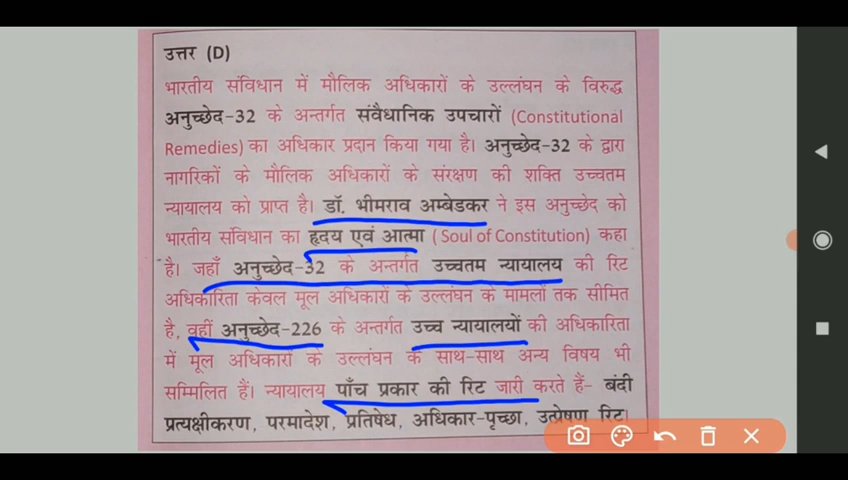 उत्तर (D)
भारतीय संविधान में मौलिक अधिकारों के उल्लंघन के विरुद्ध
अनुच्छेद-32 के अन्तर्गत संवैधानिक उपचारों (Constitutional
Remedies) का अधिकार प्रदान किया गया है। अनुच्छेद-32 के द्वारा
नागरिकों के मौलिक अधिकारों के संरक्षण की शक्ति उच्चतम
न्यायालय को प्राप्त है। डॉ. भीमराव अम्बेडकर ने इस अनुच्छेद को
भारतीय संविधान का हृदय एवं आत्मा (Soul of Constitution) कहा
है। जहाँ अनुच्छेद-32 के अन्तर्गत उच्चतम न्यायालय की रिट
अधिकारिता केवल मूल अधिकारों के उल्लंघन के मामलों तक सीमित
है, वहीं अनुच्छेद-226 के अन्तर्गत उच्च न्यायालयों की अधिकारिता
में मूल अधिकारों के उल्लंघन के साथ-साथ अन्य विषय भी
सम्मिलित हैं। न्यायालय पाँच प्रकार की रिट जारी करते हैं- बंदी
प्रत्यक्षीकरण, परमादेश, प्रतिषेध, अधिकार-पृच्छा, उत्प्रेषण रिट।